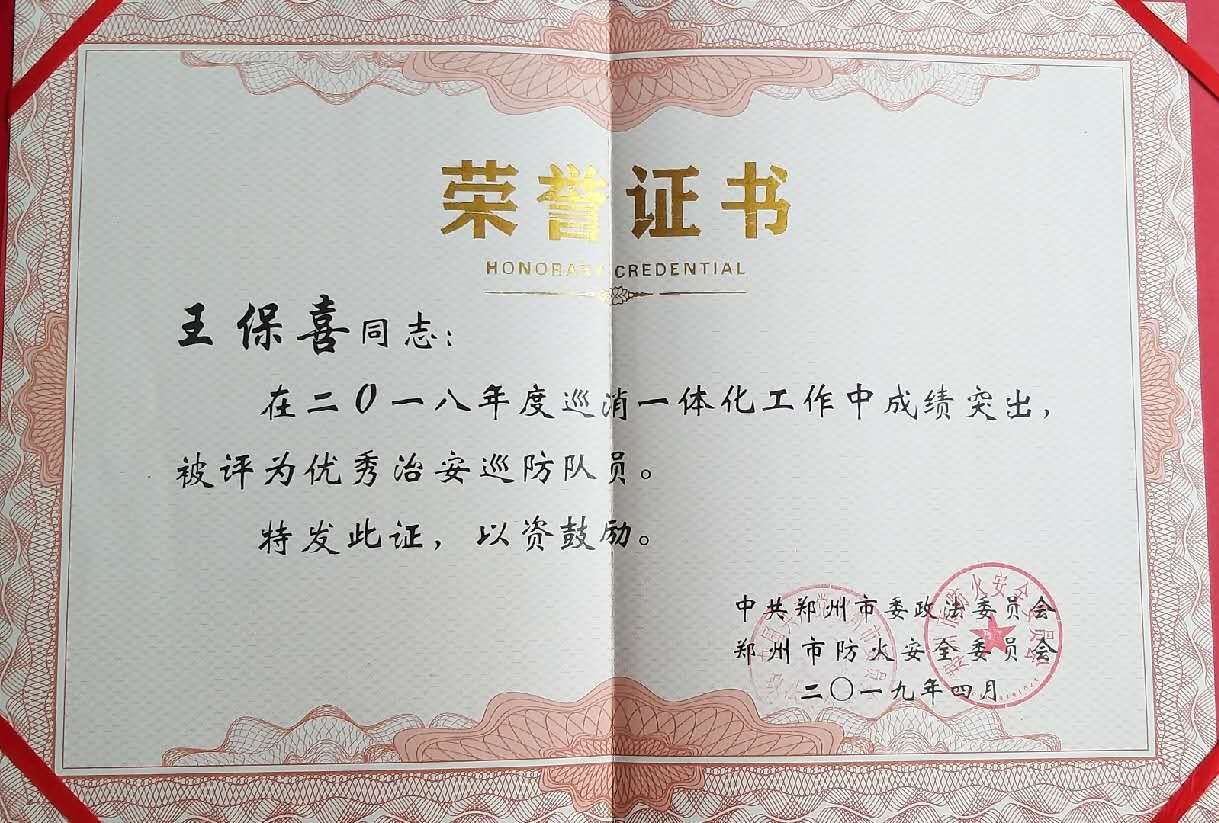 荣誉证书
HONORARY CREDENTIAL
王保喜同志：
在二0一八年度巡消一体化工作中成绩突出，
被评为优秀治安巡防队员。
特发此证，以资鼓励。
中共郑州市委政法委员会
郑州市防火安全委员会
二〇一九年四月